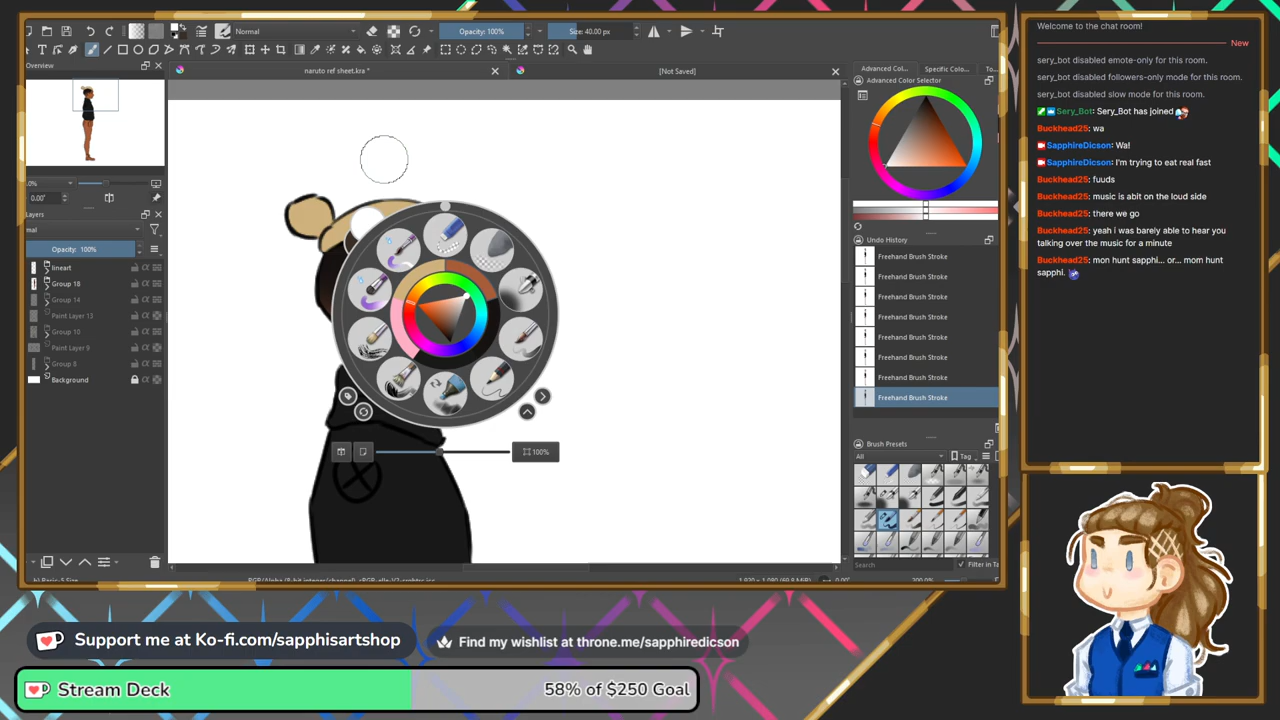 Normal
Opacity: 100%
Size: 40.00 px
Overview
naruto ref sheet.kra *
[Not Saved]
Advanced Col...
Specific Colo...
To...
Advanced Color Selector
0.00°
Layers
Opacity: 100%
lineart
Group 18
Group 14
Paint Layer 13
Group 10
Paint Layer 9
Group 8
Background
100%
Undo History
Freehand Brush Stroke
Freehand Brush Stroke
Freehand Brush Stroke
Freehand Brush Stroke
Freehand Brush Stroke
Freehand Brush Stroke
Freehand Brush Stroke
Freehand Brush Stroke
Brush Presets
All
Tag
Search
Filter in Ta
Welcome to the chat room!
New
sery_bot disabled emote-only for this room.
sery_bot disabled followers-only mode for this room.
sery_bot disabled slow mode for this room.
Sery_Bot: Sery_Bot has joined
Buckhead25: wa
SapphireDicson: Wa!
SapphireDicson: I'm trying to eat real fast
Buckhead25: fuuds
Buckhead25: music is abit on the loud side
Buckhead25: there we go
Buckhead25: yeah i was barely able to hear you
talking over the music for a minute
Buckhead25: mon hunt sapphi... or... mom hunt
sapphi.
Support me at Ko-fi.com/sapphisartshop
Find my wishlist at throne.me/sapphiredicson
Stream Deck
58% of $250 Goal